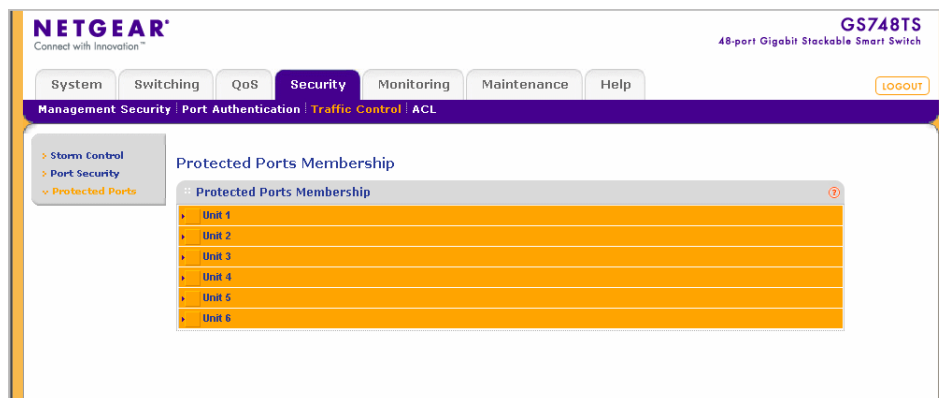 NETGEAR®
Connect with Innovation™
GS748TS
48-port Gigabit Stackable Smart Switch
System Switching QoS Security Monitoring Maintenance Help
LOGOUT
Management Security Port Authentication Traffic Control ACL
Storm Control
Port Security
Protected Ports
Protected Ports Membership
Protected Ports Membership
?
Unit 1
Unit 2
Unit 3
Unit 4
Unit 5
Unit 6